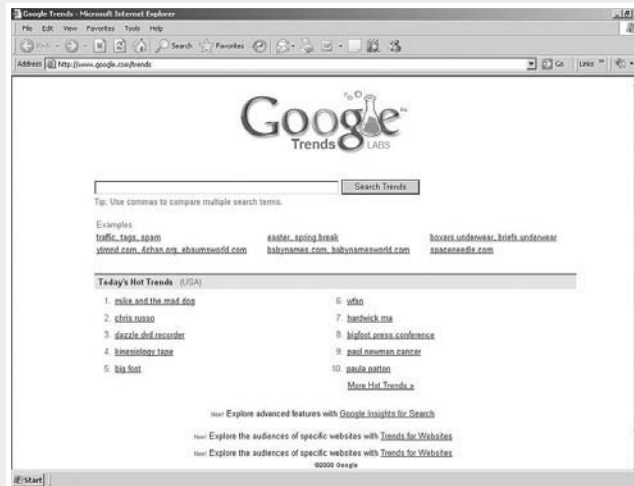 Google Trends - Microsoft Internet Explorer
File Edit View Favorites Tools Help
Back Search Favorites
Address http://www.google.com/trends Go Links »
Google™
Trends LABS
Search Trends
Tip: Use commas to compare multiple search terms.
Examples
traffic, tags, spam easter, spring break boxers underwear, briefs underwear
ytmnd.com, 4chan.org, ebaumsworld.com babynames.com, babynamesworld.com spaceneedle.com
Today's Hot Trends (USA)
1. mike and the mad dog
2. chris russo
3. dazzle dvd recorder
4. kinesiology tape
5. big foot
6. wfan
7. hardwick ma
8. bigfoot press conference
9. paul newman cancer
10. paula patton
More Hot Trends »
New! Explore advanced features with Google Insights for Search
New! Explore the audiences of specific websites with Trends for Websites
New! Explore the audiences of specific websites with Trends for Websites
©2008 Google
Start